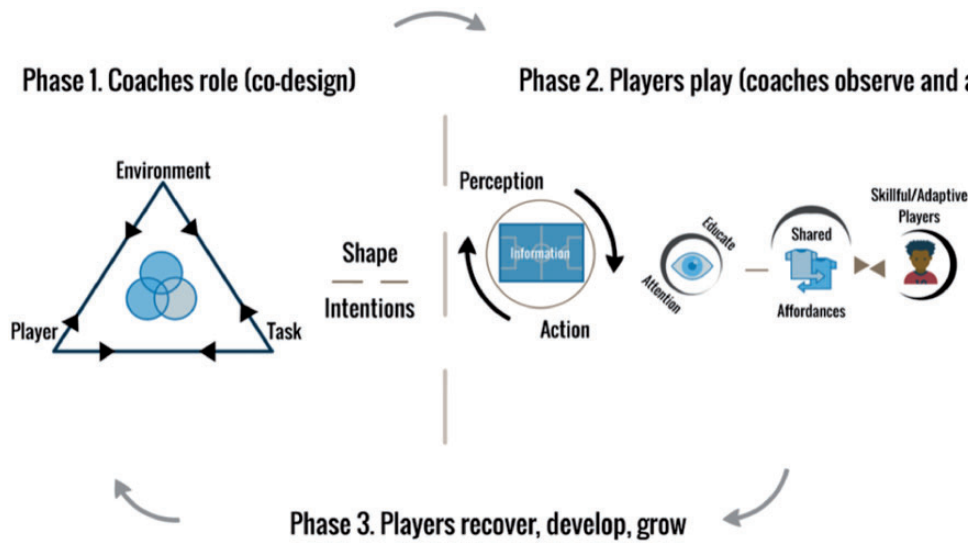 Phase 1. Coaches role (co-design)
Phase 2. Players play (coaches observe and
Environment
Player
Task
Shape
Intentions
Perception
Information
Action
Educate
Attention
Shared
Affordances
Skillful/Adaptive
Players
Phase 3. Players recover, develop, grow